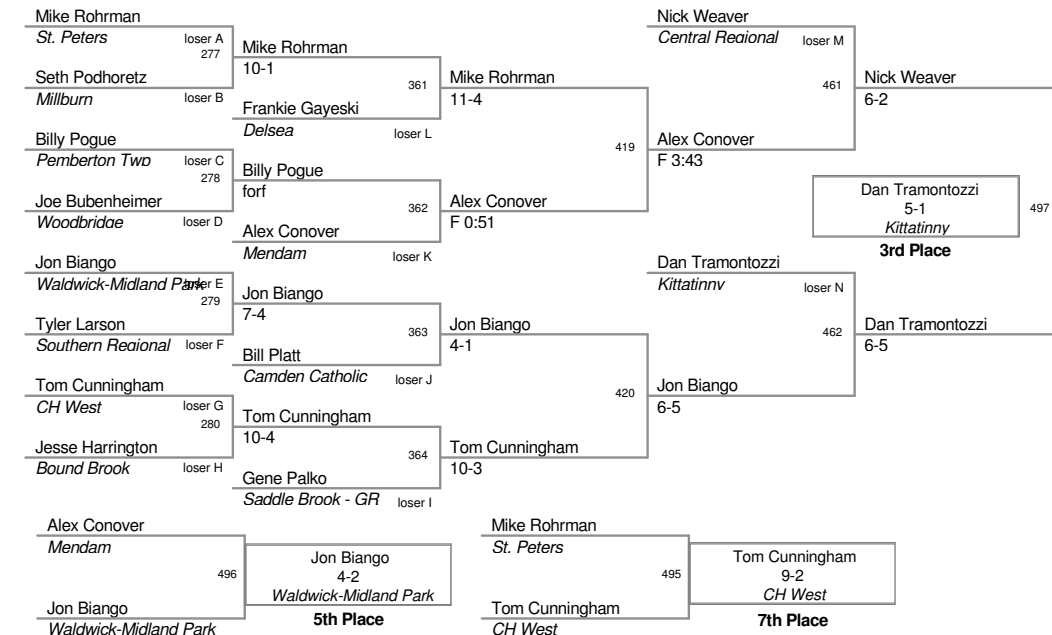 Mike Rohrman
St. Peters
loser A
277
Seth Podhoretz
Millburn
loser B
Billy Pogue
Pemberton Twp
loser C
278
Joe Bubenheimer
Woodbridge
loser D
Jon Biango
Waldwick-Midland Park
loser E
279
Tyler Larson
Southern Regional
loser F
Tom Cunningham
CH West
loser G
280
Jesse Harrington
Bound Brook
loser H
Mike Rohrman
10-1
361
Frankie Gayeski
Delsea
loser L
Billy Pogue
forf
362
Alex Conover
Mendam
loser K
Jon Biango
7-4
363
Bill Platt
Camden Catholic
loser J
Tom Cunningham
10-4
364
Gene Palko
Saddle Brook - GR
loser I
Mike Rohrman
11-4
419
Alex Conover
F 0:51
Jon Biango
4-1
420
Tom Cunningham
10-3
Nick Weaver
Central Regional
loser M
461
Alex Conover
F 3:43
Dan Tramontozzi
Kittatinny
loser N
462
Jon Biango
6-5
Nick Weaver
6-2
Dan Tramontozzi
5-1
Kittatinny
497
3rd Place
Dan Tramontozzi
6-5
Alex Conover
Mendam
496
Jon Biango
Waldwick-Midland Park
Jon Biango
4-2
Waldwick-Midland Park
5th Place
Mike Rohrman
St. Peters
495
Tom Cunningham
CH West
Tom Cunningham
9-2
CH West
7th Place